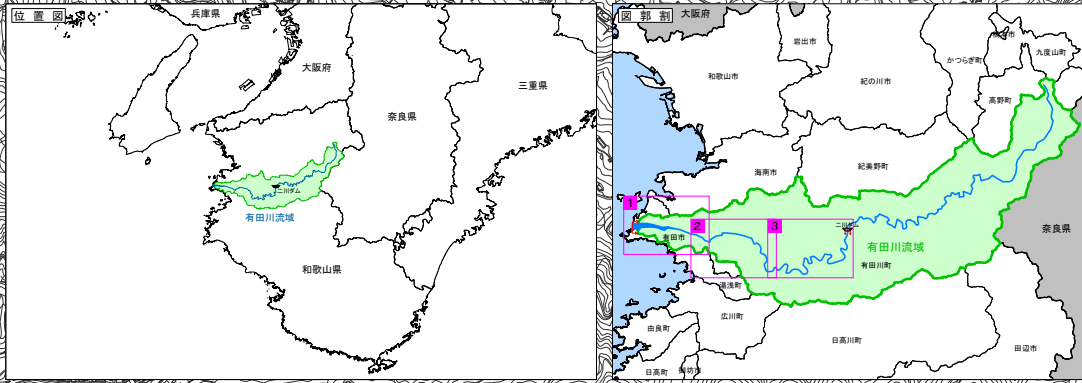 位置図
兵庫県
大阪府
三重県
奈良県
二川ダム
有田川流域
和歌山県
図郭割
大阪府
岩出市
和歌山市
紀の川市
かつらぎ町
九度山町
高野町
海南市
紀美野町
1
2
3
有田市
二川ダム
有田川流域
有田川町
奈良県
湯浅町
広川町
由良町
日高川町
田辺市
日高町
御坊市